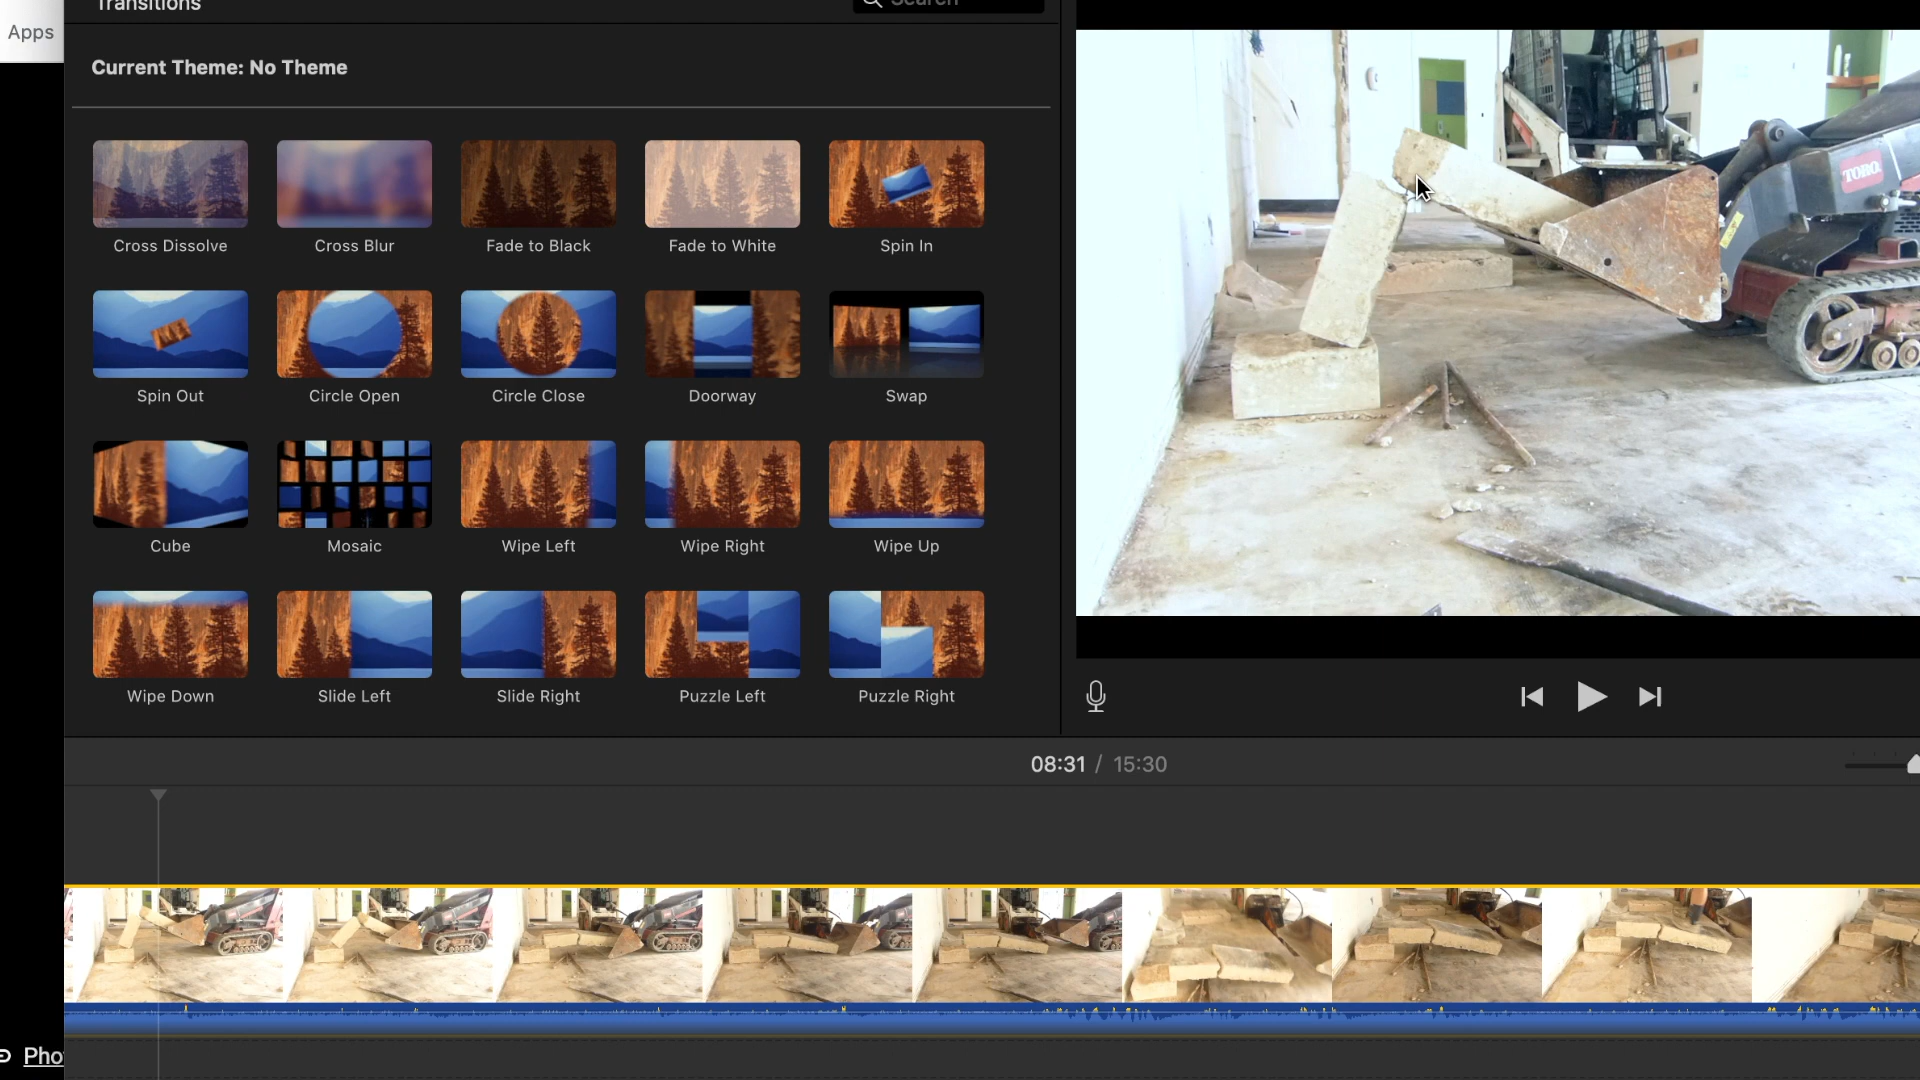 Transitions
Search
Apps
Current Theme: No Theme
Cross Dissolve
Cross Blur
Fade to Black
Fade to White
Spin In
Spin Out
Circle Open
Circle Close
Doorway
Swap
Cube
Mosaic
Wipe Left
Wipe Right
Wipe Up
Wipe Down
Slide Left
Slide Right
Puzzle Left
Puzzle Right
TORO
08:31 / 15:30
Pho